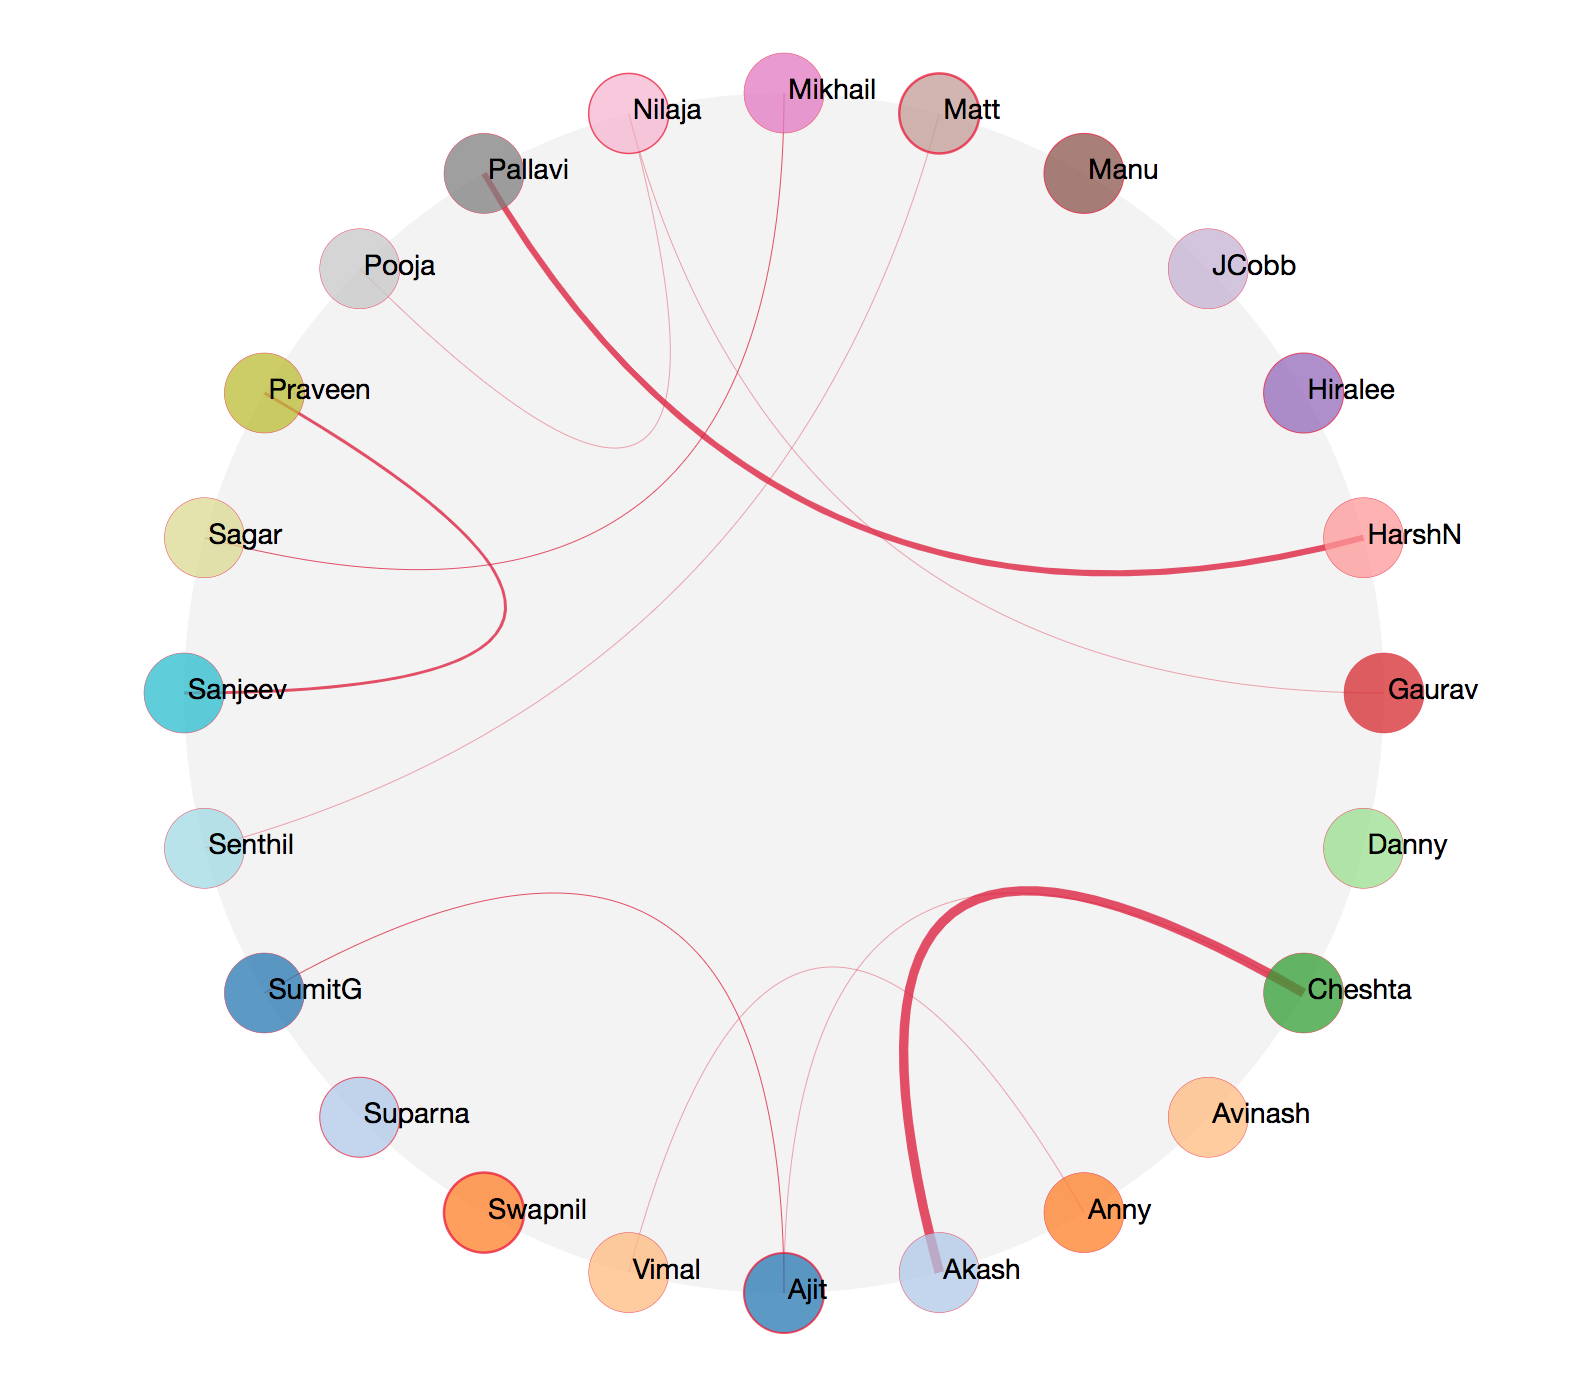 Mikhail
Nilaja
Matt
Pallavi
Manu
Pooja
JCobb
Praveen
Hiralee
Sagar
HarshN
Sanjeev
Gaurav
Senthil
Danny
SumitG
Cheshta
Suparna
Avinash
Swapnil
Anny
Vimal
Akash
Ajit